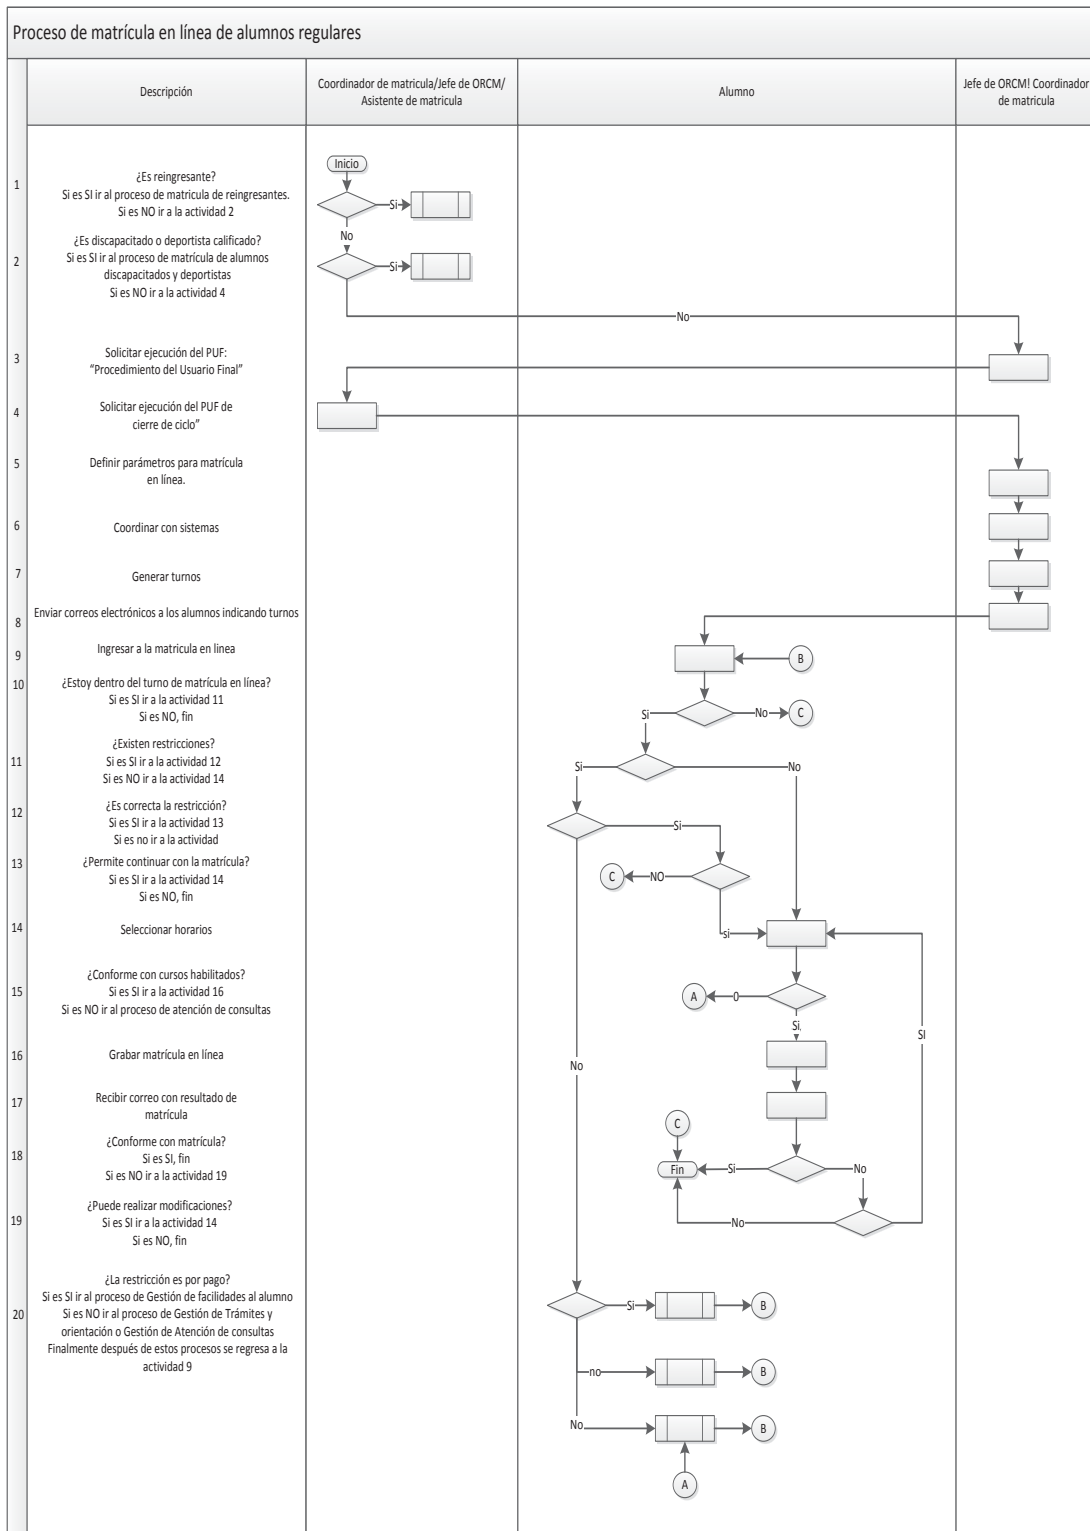 Proceso de matrícula en línea de alumnos regulares
Descripción
Coordinador de matricula/Jefe de ORCM/
Asistente de matricula
Alumno
Jefe de ORCM! Coordinador
de matricula
Inicio
1
¿Es reingresante?
Si es SI ir al proceso de matricula de reingresantes.
Si es NO ir a la actividad 2
Si
No
2
¿Es discapacitado o deportista calificado?
Si es SI ir al proceso de matrícula de alumnos
discapacitados y deportistas
Si es NO ir a la actividad 4
Si
No
3
Solicitar ejecución del PUF:
“Procedimiento del Usuario Final”
4
Solicitar ejecución del PUF de
cierre de ciclo”
5
Definir parámetros para matrícula
en línea.
6
Coordinar con sistemas
7
Generar turnos
8
Enviar correos electrónicos a los alumnos indicando turnos
9
Ingresar a la matricula en linea
B
10
¿Estoy dentro del turno de matrícula en línea?
Si es SI ir a la actividad 11
Si es NO, fin
Si
No
C
11
¿Existen restricciones?
Si es SI ir a la actividad 12
Si es NO ir a la actividad 14
Si
No
12
¿Es correcta la restricción?
Si es SI ir a la actividad 13
Si es no ir a la actividad
Si
13
¿Permite continuar con la matrícula?
Si es SI ir a la actividad 14
Si es NO, fin
C
NO
14
Seleccionar horarios
si
15
¿Conforme con cursos habilitados?
Si es SI ir a la actividad 16
Si es NO ir al proceso de atención de consultas
A
0
Si,
SI
16
Grabar matrícula en línea
No
17
Recibir correo con resultado de
matrícula
C
18
¿Conforme con matrícula?
Si es SI, fin
Si es NO ir a la actividad 19
Fin
Si
No
19
¿Puede realizar modificaciones?
Si es SI ir a la actividad 14
Si es NO, fin
No
20
¿La restricción es por pago?
Si es SI ir al proceso de Gestión de facilidades al alumno
Si es NO ir al proceso de Gestión de Trámites y
orientación o Gestión de Atención de consultas
Finalmente después de estos procesos se regresa a la
actividad 9
Si
B
no
B
No
B
A